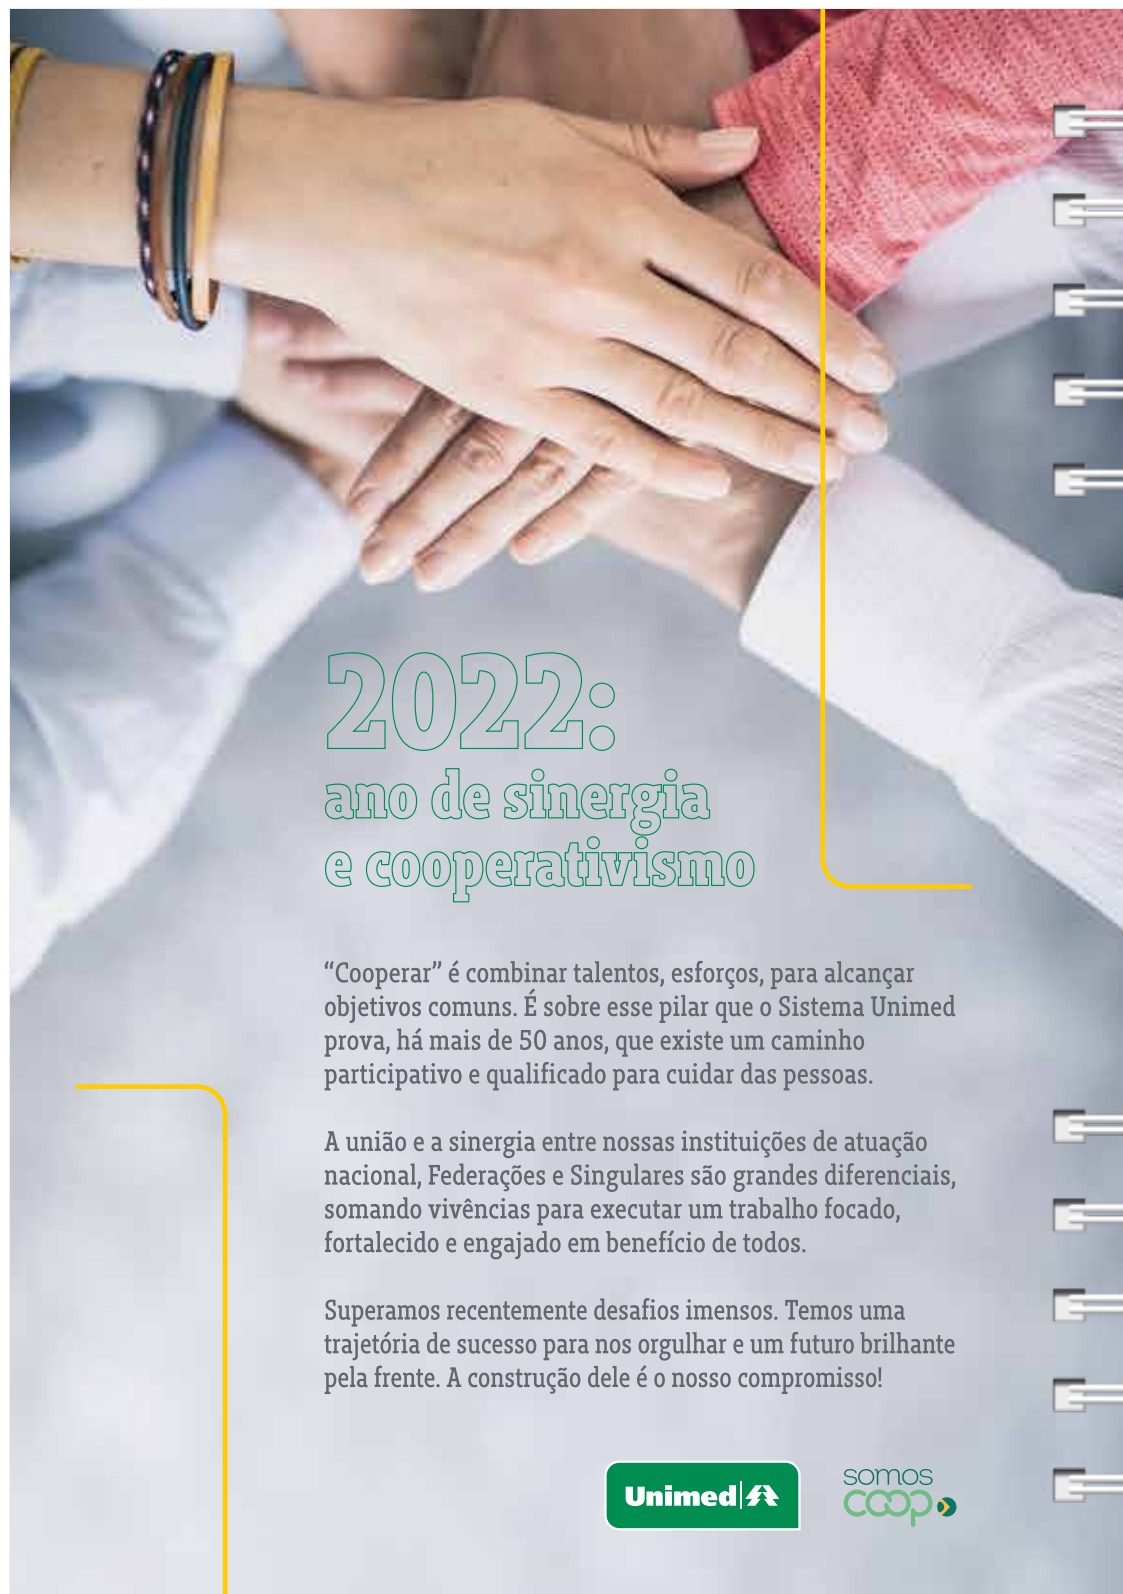 2022:
ano de sinergia
e cooperativismo
“Cooperar” é combinar talentos, esforços, para alcançar
objetivos comuns. É sobre esse pilar que o Sistema Unimed
prova, há mais de 50 anos, que existe um caminho
participativo e qualificado para cuidar das pessoas.
A união e a sinergia entre nossas instituições de atuação
nacional, Federações e Singulares são grandes diferenciais,
somando vivências para executar um trabalho focado,
fortalecido e engajado em benefício de todos.
Superamos recentemente desafios imensos. Temos uma
trajetória de sucesso para nos orgulhar e um futuro brilhante
pela frente. A construção dele é o nosso compromisso!
Unimed
somos
coop